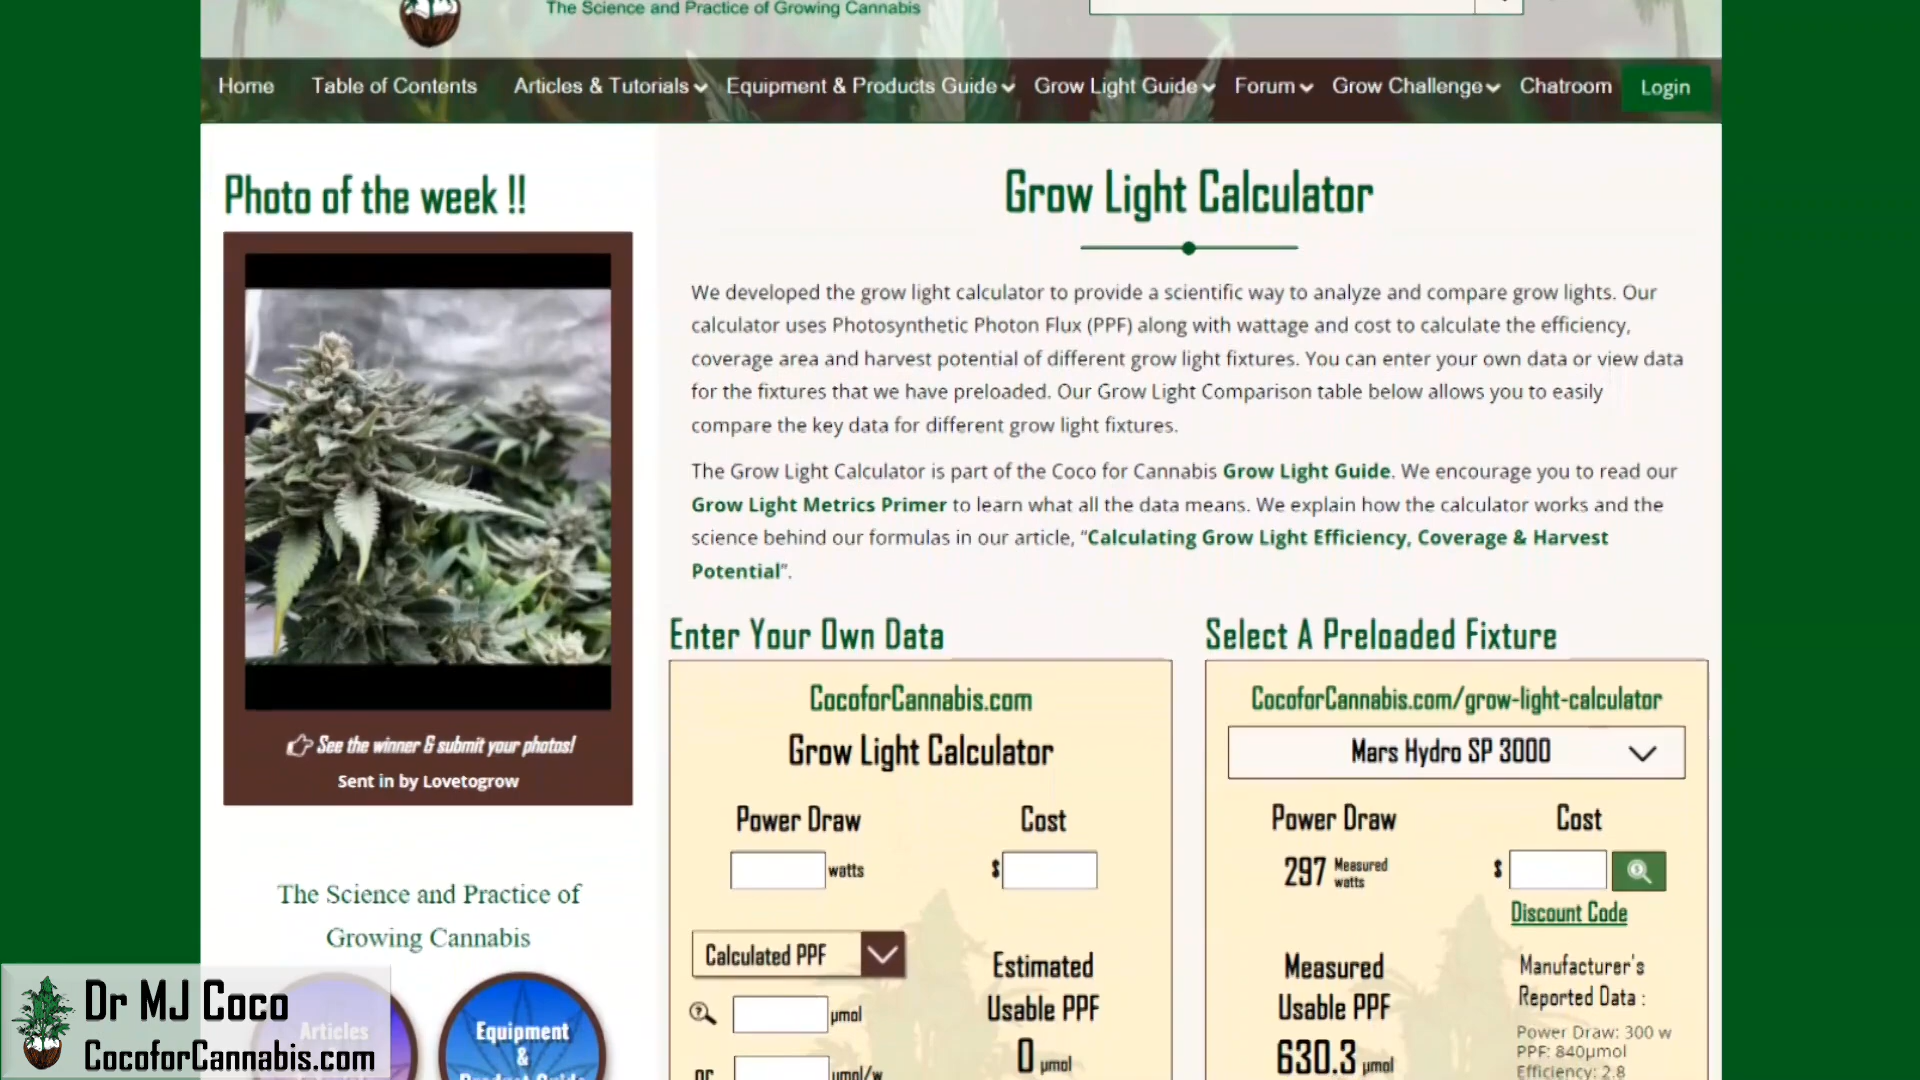 The Science and Practice of Growing Cannabis
Home Table of Contents Articles & Tutorials Equipment & Products Guide Grow Light Guide Forum Grow Challenge Chatroom Login
Photo of the week !!
See the winner & submit your photos!
Sent in by Lovetogrow
The Science and Practice of
Growing Cannabis
Articles
Equipment
&
Product Guide
Grow Light Calculator
We developed the grow light calculator to provide a scientific way to analyze and compare grow lights. Our
calculator uses Photosynthetic Photon Flux (PPF) along with wattage and cost to calculate the efficiency,
coverage area and harvest potential of different grow light fixtures. You can enter your own data or view data
for the fixtures that we have preloaded. Our Grow Light Comparison table below allows you to easily
compare the key data for different grow light fixtures.
The Grow Light Calculator is part of the Coco for Cannabis Grow Light Guide. We encourage you to read our
Grow Light Metrics Primer to learn what all the data means. We explain how the calculator works and the
science behind our formulas in our article, “Calculating Grow Light Efficiency, Coverage & Harvest
Potential”.
Enter Your Own Data
CocoforCannabis.com
Grow Light Calculator
Power Draw Cost
watts $
Calculated PPF
Estimated
Usable PPF
µmol
0 µmol
or µmol/w
Select A Preloaded Fixture
CocoforCannabis.com/grow-light-calculator
Mars Hydro SP 3000
Power Draw Cost
297 Measured watts $
Discount Code
Measured
Usable PPF
630.3 µmol
Manufacturer's
Reported Data :
Power Draw: 300 w
PPF: 840µmol
Efficiency: 2.8
Dr MJ Coco
CocoforCannabis.com